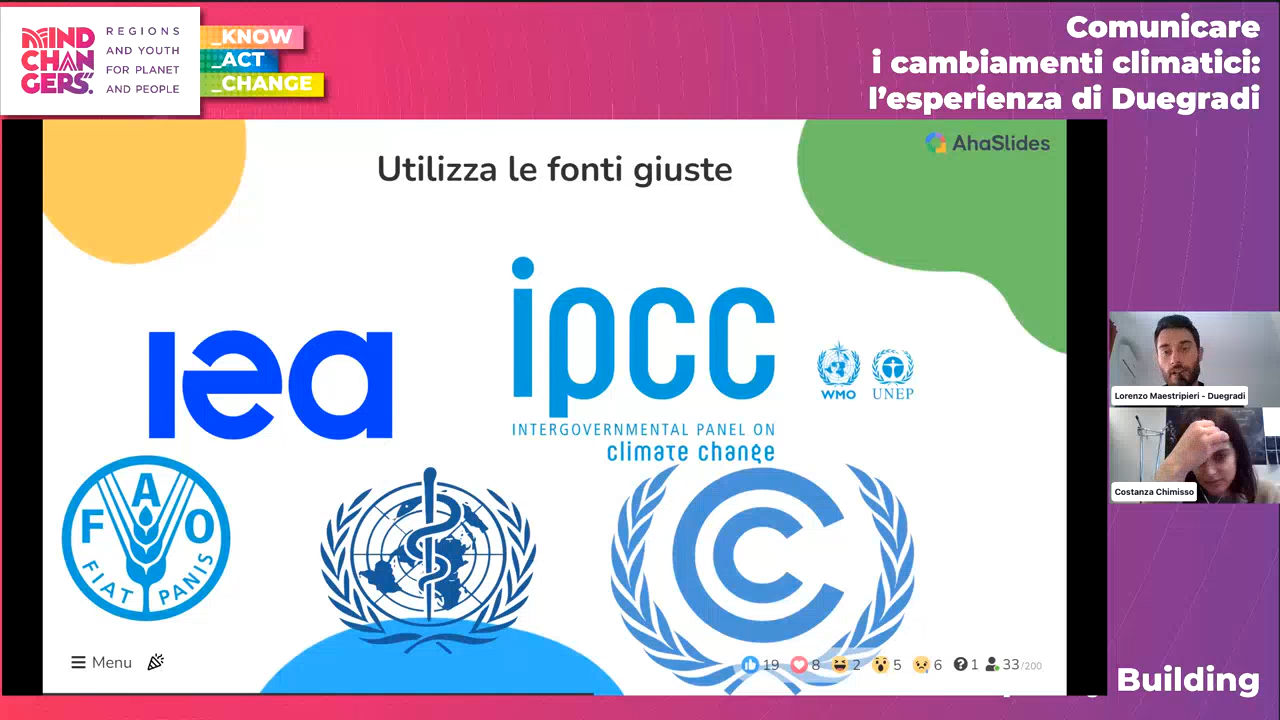 MIND
CHAN
GERS.
REGIONS
AND YOUTH
FOR PLANET
AND PEOPLE
_KNOW
_ACT
_CHANGE
Comunicare
i cambiamenti climatici:
l’esperienza di Duegradi
AhaSlides
Utilizza le fonti giuste
iea
ipcc
INTERGOVERNMENTAL PANEL ON
climate change
WMO
UNEP
FAO
FIAT PANIS
Menu
19
8
2
5
6
1
33/200
Lorenzo Maestripieri - Duegradi
Costanza Chimisso
Building